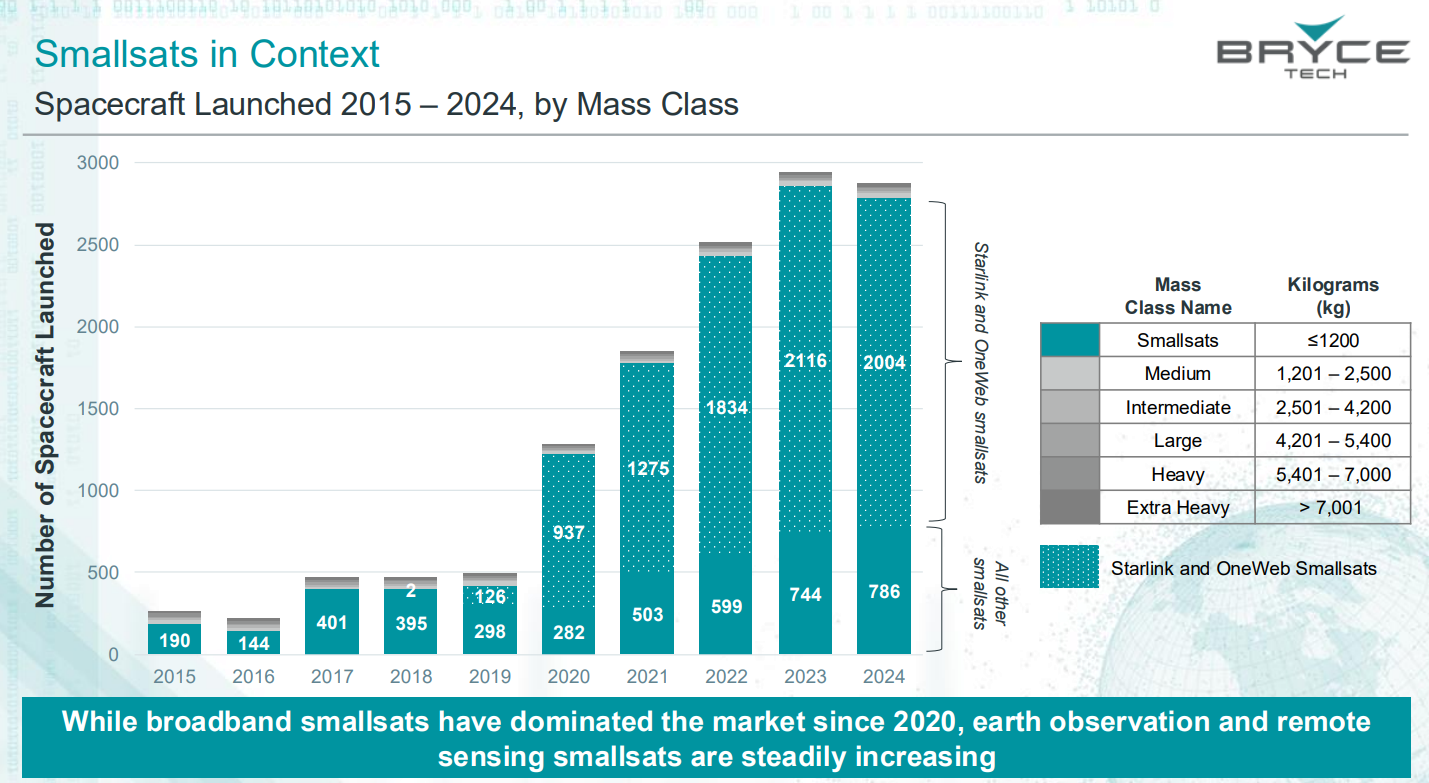 Smallsats in Context
BRYCE
TECH
Spacecraft Launched 2015 – 2024, by Mass Class
Number of Spacecraft Launched
3000
2500
2000
1500
1000
500
0
190
144
401
2
395
126
298
937
282
1275
503
1834
599
2116
744
2004
786
2015 2016 2017 2018 2019 2020 2021 2022 2023 2024
Starlink and OneWeb smallsats
All other
smallsats
Mass
Class Name
Kilograms
(kg)
Smallsats ≤1200
Medium 1,201 – 2,500
Intermediate 2,501 – 4,200
Large 4,201 – 5,400
Heavy 5,401 – 7,000
Extra Heavy > 7,001
Starlink and OneWeb Smallsats
While broadband smallsats have dominated the market since 2020, earth observation and remote
sensing smallsats are steadily increasing